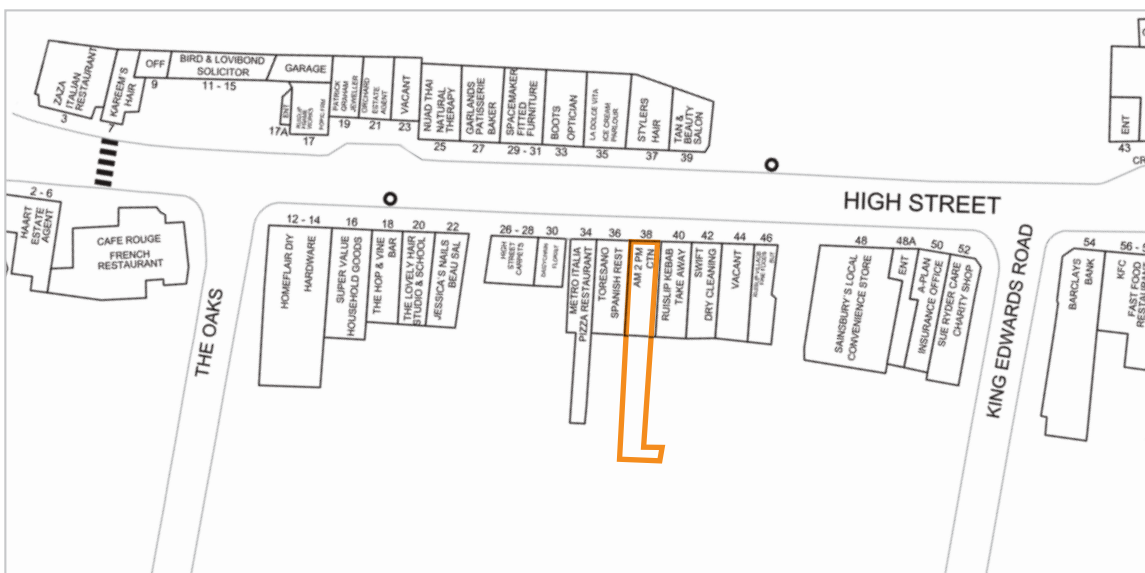 ZAZA
ITALIAN
RESTAURANT
3
KAREEM'S
HAIR
7
OFF
9
BIRD & LOVIBOND
SOLICITOR
11 - 15
GARAGE
ENT
17A
17
PATRICK
JEWELLER
19
ORCHARD
ESTATE
AGENT
21
VACANT
23
NUAD THAI
NATURAL
THERAPY
25
GARLANDS
PATISSERIE
BAKER
27
SPACEMAKER
FITTED
FURNITURE
29 - 31
BOOTS
OPTICIAN
33
LA DOLCE VITA
ICE CREAM
PARLOUR
35
STYLERS
HAIR
37
TAN &
BEAUTY
SALON
39
ENT
43
CR
HIGH STREET
2 - 6
HAART
ESTATE
AGENT
CAFE ROUGE
FRENCH
RESTAURANT
THE OAKS
12 - 14
HOMEFLAIR DIY
HARDWARE
16
SUPER VALUE
HOUSEHOLD GOODS
18
THE HOP & VINE
BAR
20
THE LOVELY HAIR
STUDIO & SCHOOL
22
JESSICA'S NAILS
BEAU SAL
26 - 28
HIGH
STREET
CARPETS
30
FLORIST
34
METRO ITALIA
PIZZA RESTAURANT
36
TORESANO
SPANISH REST
38
AM 2 PM
CTN
40
RUISLIP KEBAB
TAKE AWAY
42
SWIFT
DRY CLEANING
44
VACANT
46
48
SAINSBURY'S LOCAL
CONVENIENCE STORE
48A
ENT
50
A-PLAN
INSURANCE OFFICE
52
SUE RYDER CARE
CHARITY SHOP
KING EDWARDS ROAD
54
BARCLAYS
BANK
56 - 5
KFC
FAST FOOD
RESTAURA